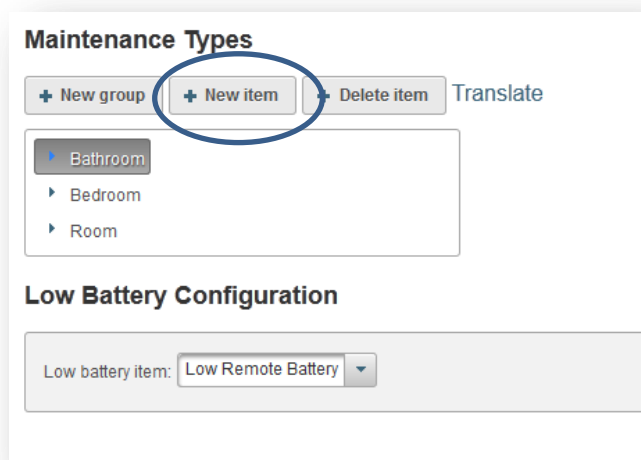 Maintenance Types
+ New group + New item + Delete item Translate
Bathroom
Bedroom
Room
Low Battery Configuration
Low battery item: Low Remote Battery